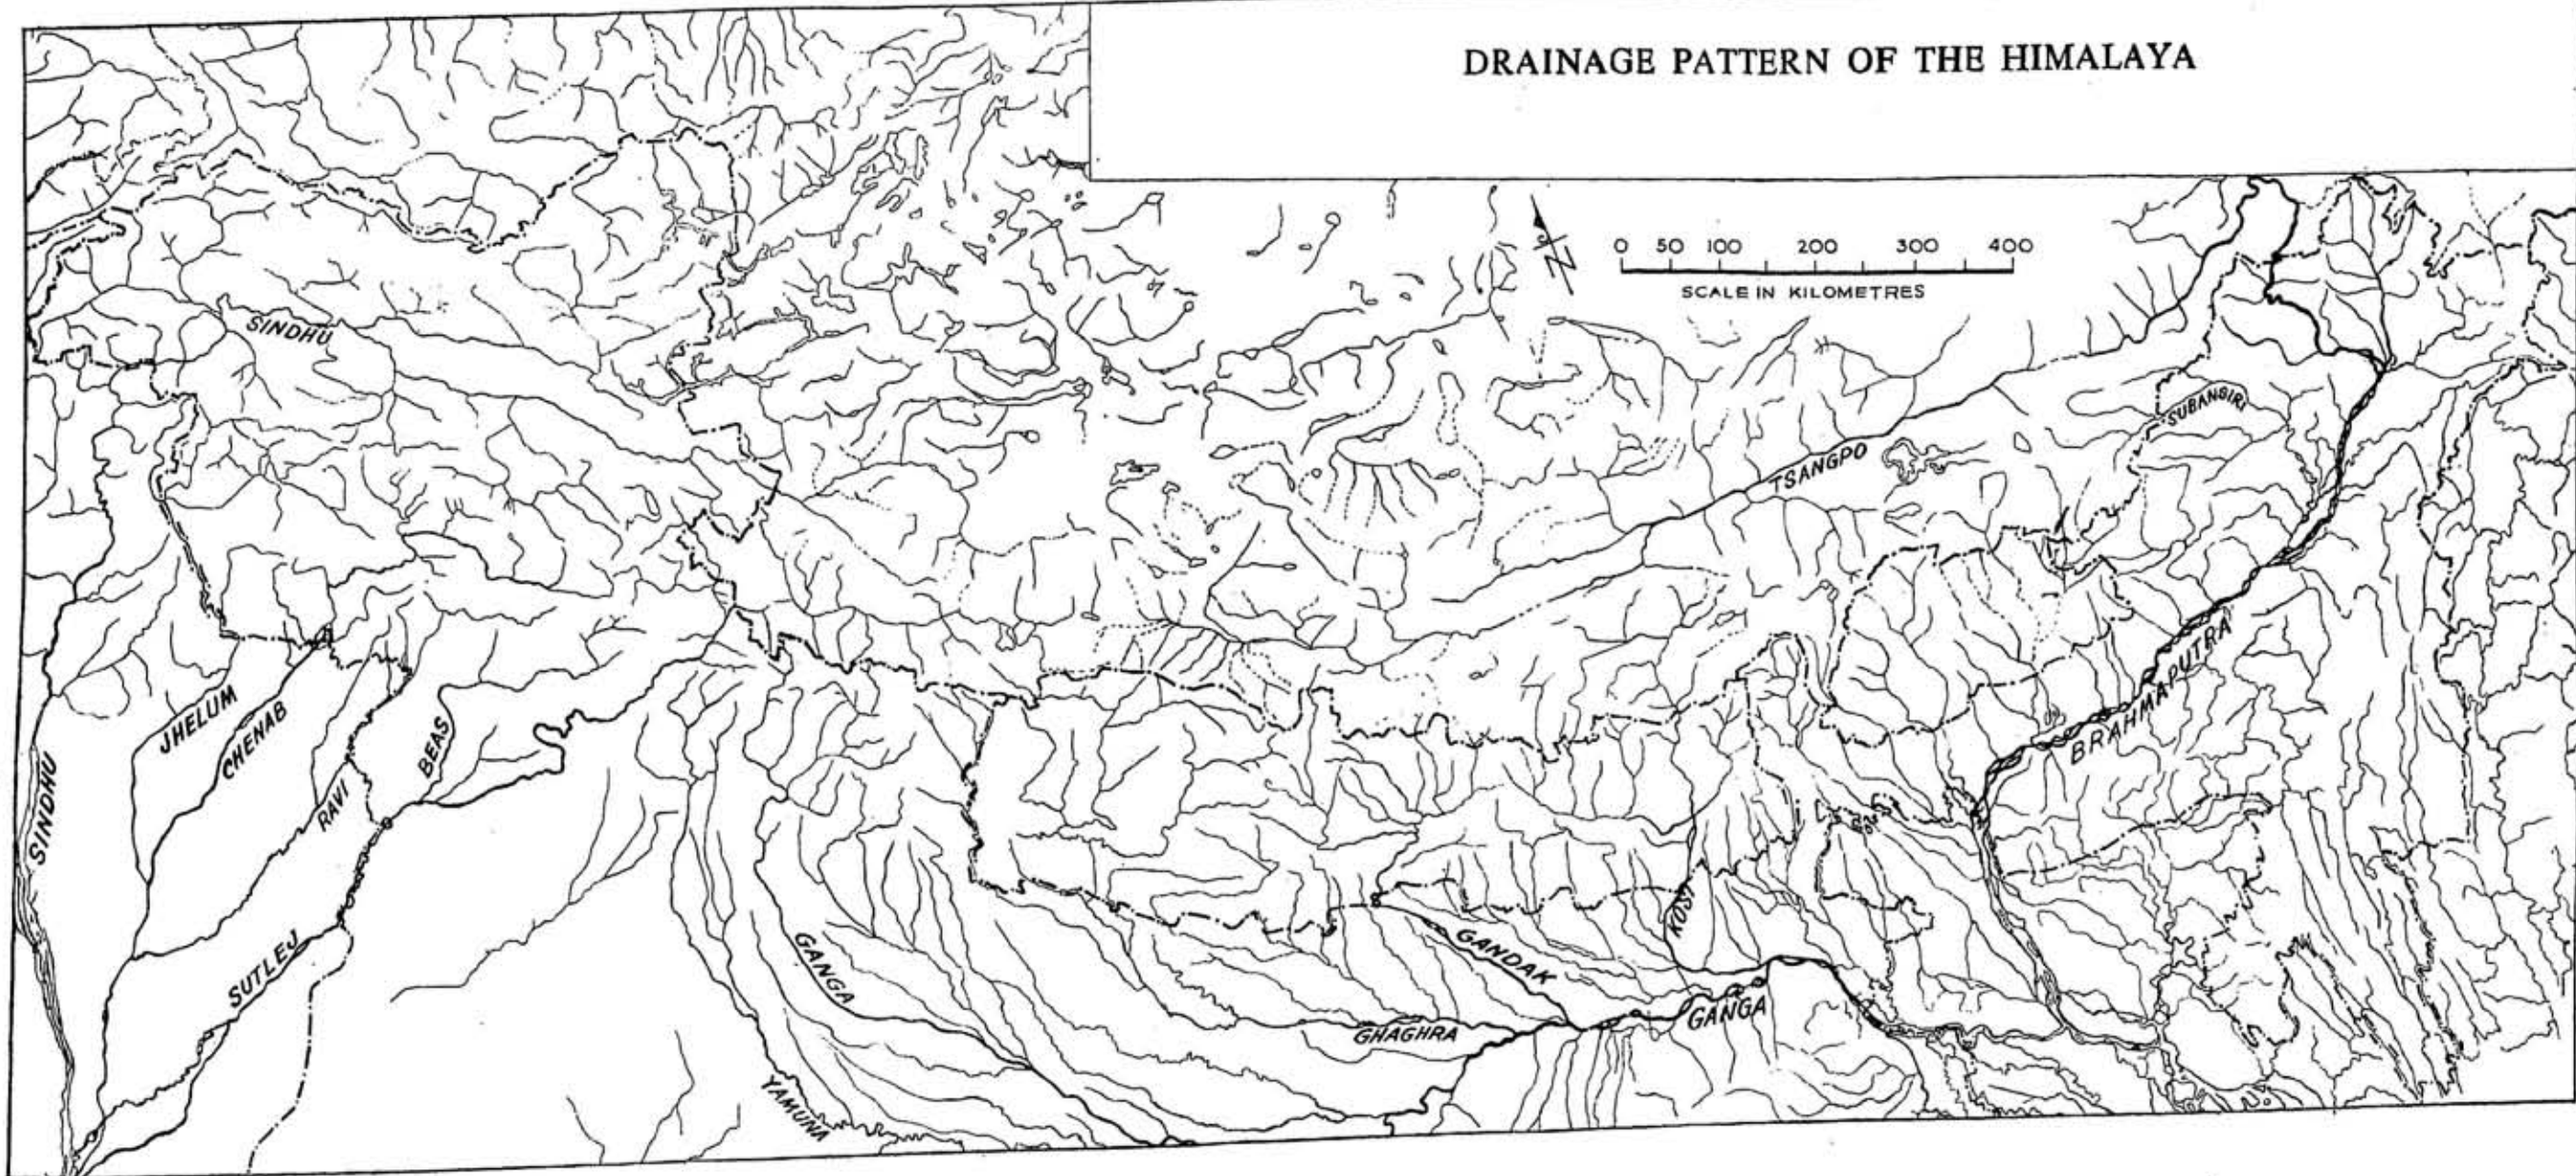 DRAINAGE PATTERN OF THE HIMALAYA
N
0 50 100 200 300 400
SCALE IN KILOMETRES
SINDHU
SUBANSIRI
TSANGPO
BRAHMAPUTRA
JHELUM
CHENAB
BEAS
RAVI
SINDHU
SUTLEJ
KOSI
GANDAK
GANGA
GANGA
GHAGHRA
YAMUNA